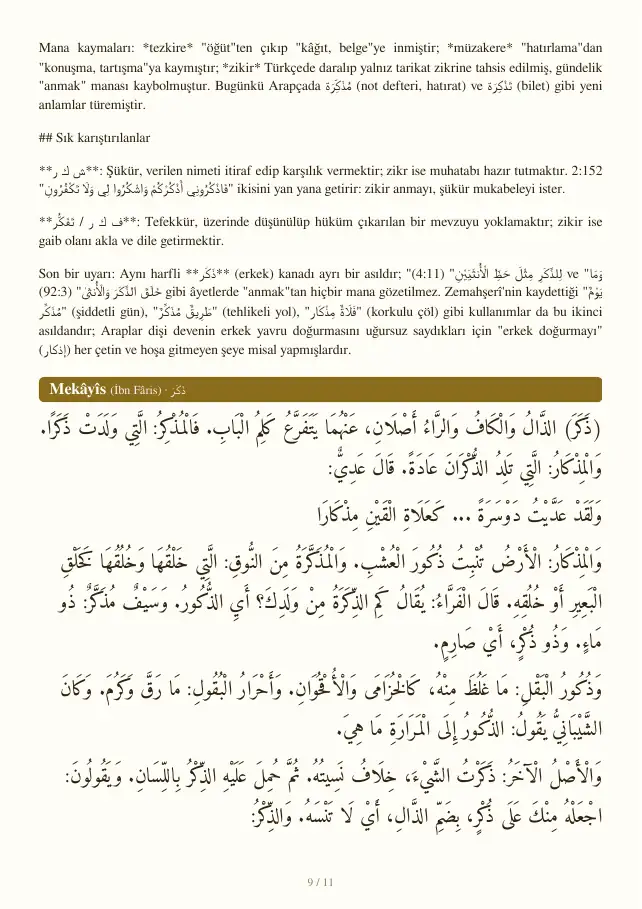 Mana kaymaları: *tezkire* "öğüt"ten çıkıp "kâğıt, belge"ye inmiştir; *müzakere* "hatırlama"dan
"konuşma, tartışma"ya kaymıştır; *zikir* Türkçede daralıp yalnız tarikat zikrine tahsis edilmiş, gündelik
"anmak" manası kaybolmuştur. Bugünkü Arapçada مُذَكِّرَة (not defteri, hatırat) ve تَذْكِرَة (bilet) gibi yeni
anlamlar türemiştir.
## Sık karıştırılanlar
**ش ك ر**: Şükür, verilen nimeti itiraf edip karşılık vermektir; zikr ise muhatabı hazır tutmaktır. 2:152
"فَاذْكُرُونِي أَذْكُرْكُمْ وَاشْكُرُوا لِي وَلَا تَكْفُرُونِ" ikisini yan yana getirir: zikir anmayı, şükür mukabeleyi ister.
**ف ك ر / تَفَكُّر**: Tefekkür, üzerinde düşünülüp hüküm çıkarılan bir mevzuyu yoklamaktır; zikir ise
gaib olanı akla ve dile getirmektir.
Son bir uyarı: Aynı harfli **ذَكَر** (erkek) kanadı ayrı bir asıldır; "لِلذَّكَرِ مِثْلُ حَظِّ الْأُنثَيَيْنِ" (4:11) ve "وَمَا
خَلَقَ الذَّكَرَ وَالْأُنثَىٰ" (92:3) gibi âyetlerde "anmak"tan hiçbir mana gözetilmez. Zemahşerî'nin kaydettiği "يَوْمٌ
مُذَكَّر" (şiddetli gün), "طَرِيقٌ مُذَكَّرٌ" (tehlikeli yol), "فَلَاةٌ مِذْكَار" (korkulu çöl) gibi kullanımlar da bu ikinci
asıldandır; Araplar dişi devenin erkek yavru doğurmasını uğursuz saydıkları için "erkek doğurmayı"
(إذكار) her çetin ve hoşa gitmeyen şeye misal yapmışlardır.
Mekâyîs (İbn Fâris) · ذكر
(ذَكَرَ) الذَّالُ وَالْكَافُ وَالرَّاءُ أَصْلَانِ، عَنْهُمَا يَتَفَرَّعُ كَلِمُ الْبَابِ. فَالْمُذْكِرُ: الَّتِي وَلَدَتْ ذَكَرًا.
وَالْمِذْكَارُ: الَّتِي تَلِدُ الذُّكْرَانَ عَادَةً. قَالَ عَدِيٌّ:
وَلَقَدْ عَدَّيْتُ دَوْسَرَةً ... كَعَلَاةِ الْقَيْنِ مِذْكَارَا
وَالْمِذْكَارُ: الْأَرْضُ تُنْبِتُ ذُكُورَ الْعُشْبِ. وَالْمُذَكَّرَةُ مِنَ النُّوقِ: الَّتِي خَلْقُهَا وَخُلُقُهَا كَخَلْقِ
الْبَعِيرِ أَوْ خُلُقِهِ. قَالَ الْفَرَّاءُ: يُقَالُ كَمِ الذِّكَرَةُ مِنْ وَلَدِكَ؟ أَيِ الذُّكُورُ. وَسَيْفٌ مُذَكَّرٌ: ذُو
مَاءٍ. وَذُو ذُكْرٍ، أَيْ صَارِمٍ.
وَذُكُورُ الْبَقْلِ: مَا غَلُظَ مِنْهُ، كَالْخُزَامَى وَالْأُقْحُوَانِ. وَأَحْرَارُ الْبُقُولِ: مَا رَقَّ وَكَرُمَ. وَكَانَ
الشَّيْبَانِيُّ يَقُولُ: الذُّكُورُ إِلَى الْمَرَارَةِ مَا هِيَ.
وَالْأَصْلُ الْآخَرُ: ذَكَرْتُ الشَّيْءَ، خِلَافُ نَسِيتُهُ. ثُمَّ حُمِلَ عَلَيْهِ الذِّكْرُ بِاللِّسَانِ. وَيَقُولُونَ:
اجْعَلْهُ مِنْكَ عَلَى ذُكْرٍ، بِضَمِّ الذَّالِ، أَيْ لَا تَنْسَهُ. وَالذِّكْرُ:
9 / 11